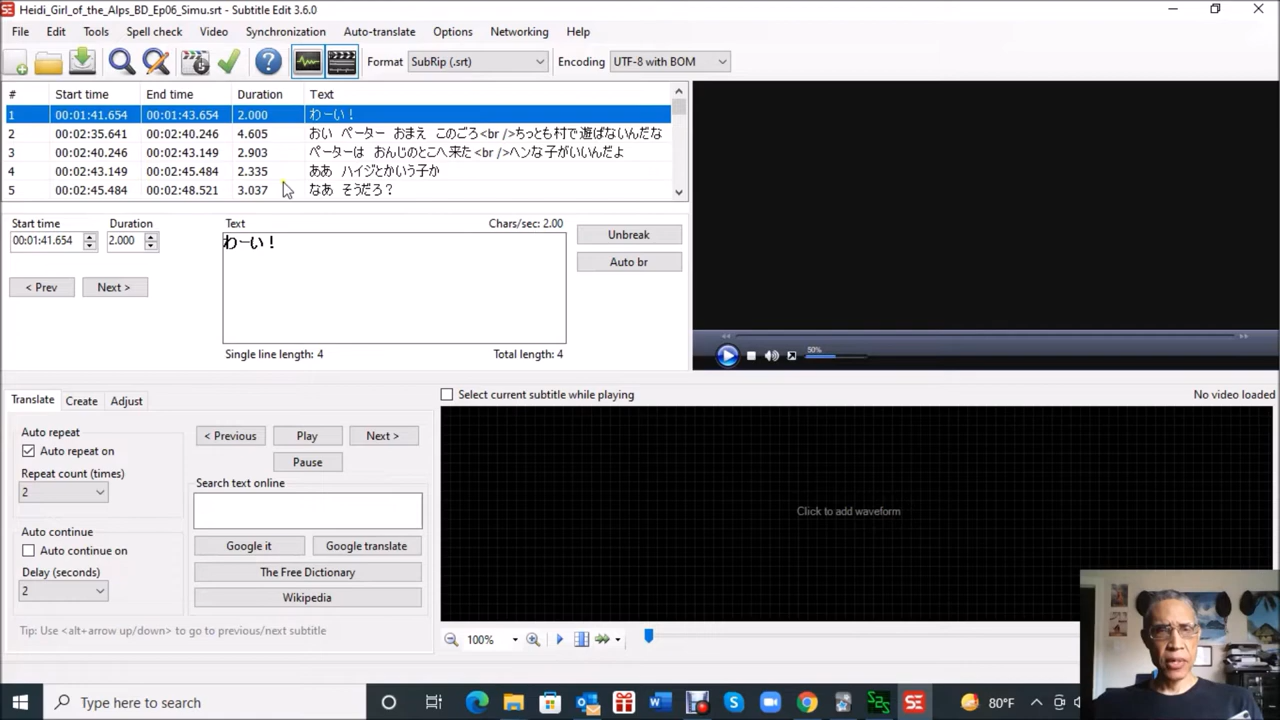 Heidi_Girl_of_the_Alps_BD_Ep06_Simu.srt - Subtitle Edit 3.6.0
File Edit Tools Spell check Video Synchronization Auto-translate Options Networking Help
Format SubRip (.srt) Encoding UTF-8 with BOM
# Start time End time Duration Text
1 00:01:41.654 00:01:43.654 2.000 わーい！
2 00:02:35.641 00:02:40.246 4.605 おい ペーター おまえ このごろ<br />ちっとも村で遊ばないんだな
3 00:02:40.246 00:02:43.149 2.903 ペーターは おんじのとこへ来た<br />ヘンな子がいいんだよ
4 00:02:43.149 00:02:45.484 2.335 ああ ハイジとかいう子か
5 00:02:45.484 00:02:48.521 3.037 なあ そうだろ？
Start time Duration Text Chars/sec: 2.00
00:01:41.654 2.000 わーい！ Unbreak
Auto br
< Prev Next >
Single line length: 4 Total length: 4
50%
Translate Create Adjust
Select current subtitle while playing No video loaded
Auto repeat
Auto repeat on
Repeat count (times)
2
Auto continue
Auto continue on
Delay (seconds)
2
< Previous Play Next >
Pause
Search text online
Google it Google translate
The Free Dictionary
Wikipedia
Tip: Use <alt+arrow up/down> to go to previous/next subtitle
Click to add waveform
100%
Type here to search
80°F